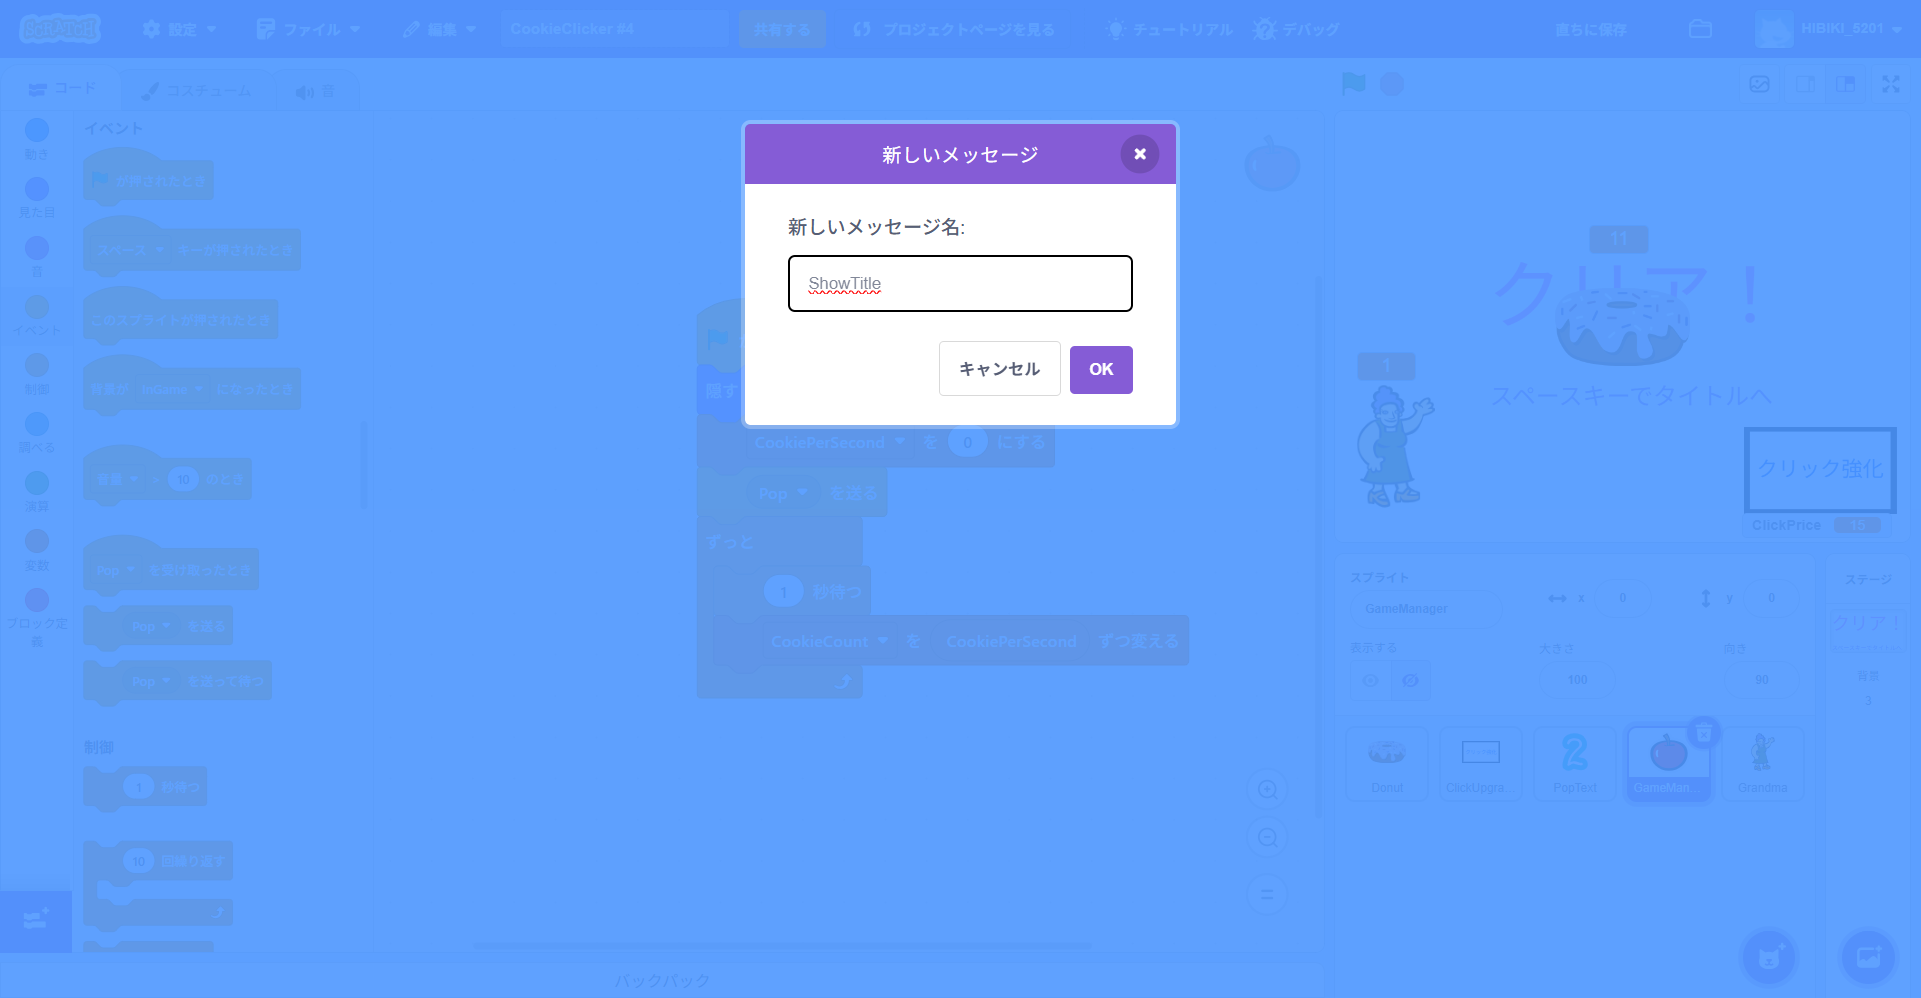 SCRATCH
設定
ファイル
編集
CookieClicker #4
共有する
プロジェクトページを見る
チュートリアル
デバッグ
直ちに保存
HIBIKI_5201
コード
コスチューム
音
動き
見た目
音
イベント
制御
調べる
演算
変数
ブロック定
義
イベント
が押されたとき
スペース キーが押されたとき
このスプライトが押されたとき
背景が InGame になったとき
音量 > 10 のとき
Pop を受け取ったとき
Pop を送る
Pop を送って待つ
制御
1 秒待つ
10 回繰り返す
隠す
CookiePerSecond を 0 にする
Pop を送る
ずっと
1 秒待つ
CookieCount を CookiePerSecond ずつ変える
新しいメッセージ
新しいメッセージ名:
ShowTitle
キャンセル
OK
11
クリア！
1
スペースキーでタイトルへ
クリック強化
ClickPrice 15
スプライト
GameManager
x 0
y 0
表示する
大きさ
100
向き
90
Donut
ClickUpgra...
2
PopText
GameMan...
Grandma
ステージ
クリア！
背景
3
バックパック